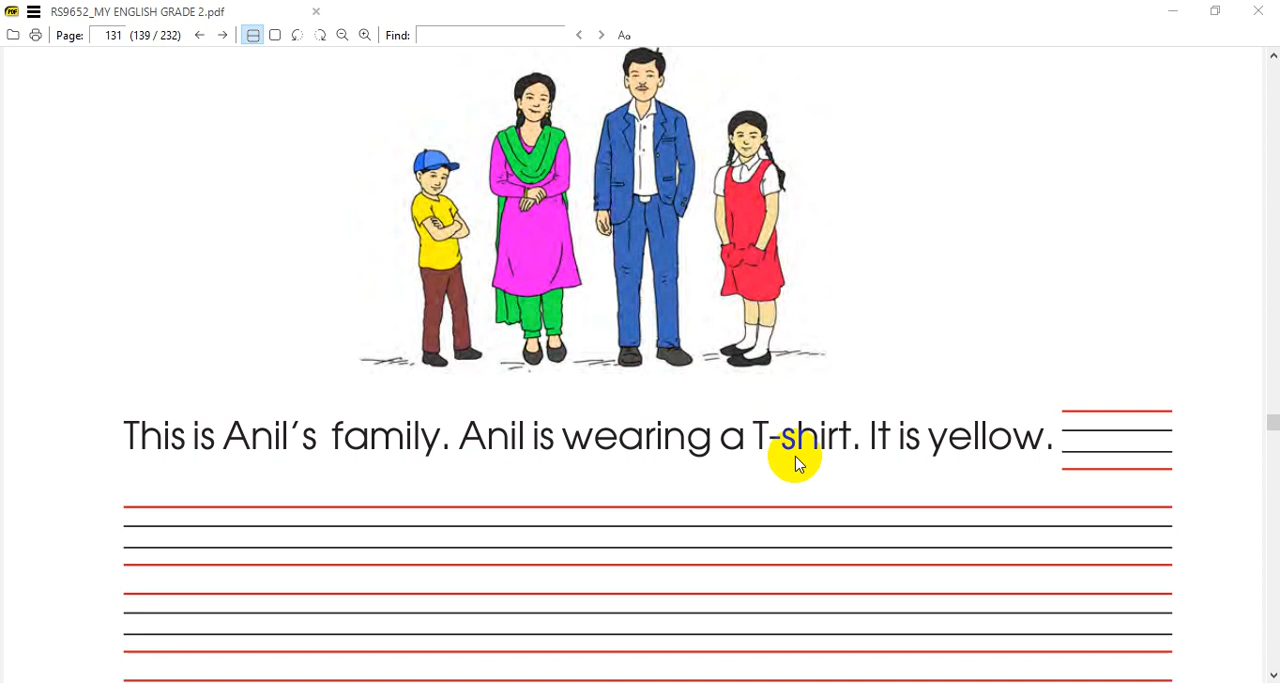 RS9652_MY ENGLISH GRADE 2.pdf
Page: 131 (139 / 232) Find: Aa
This is Anil's family. Anil is wearing a T-shirt. It is yellow.